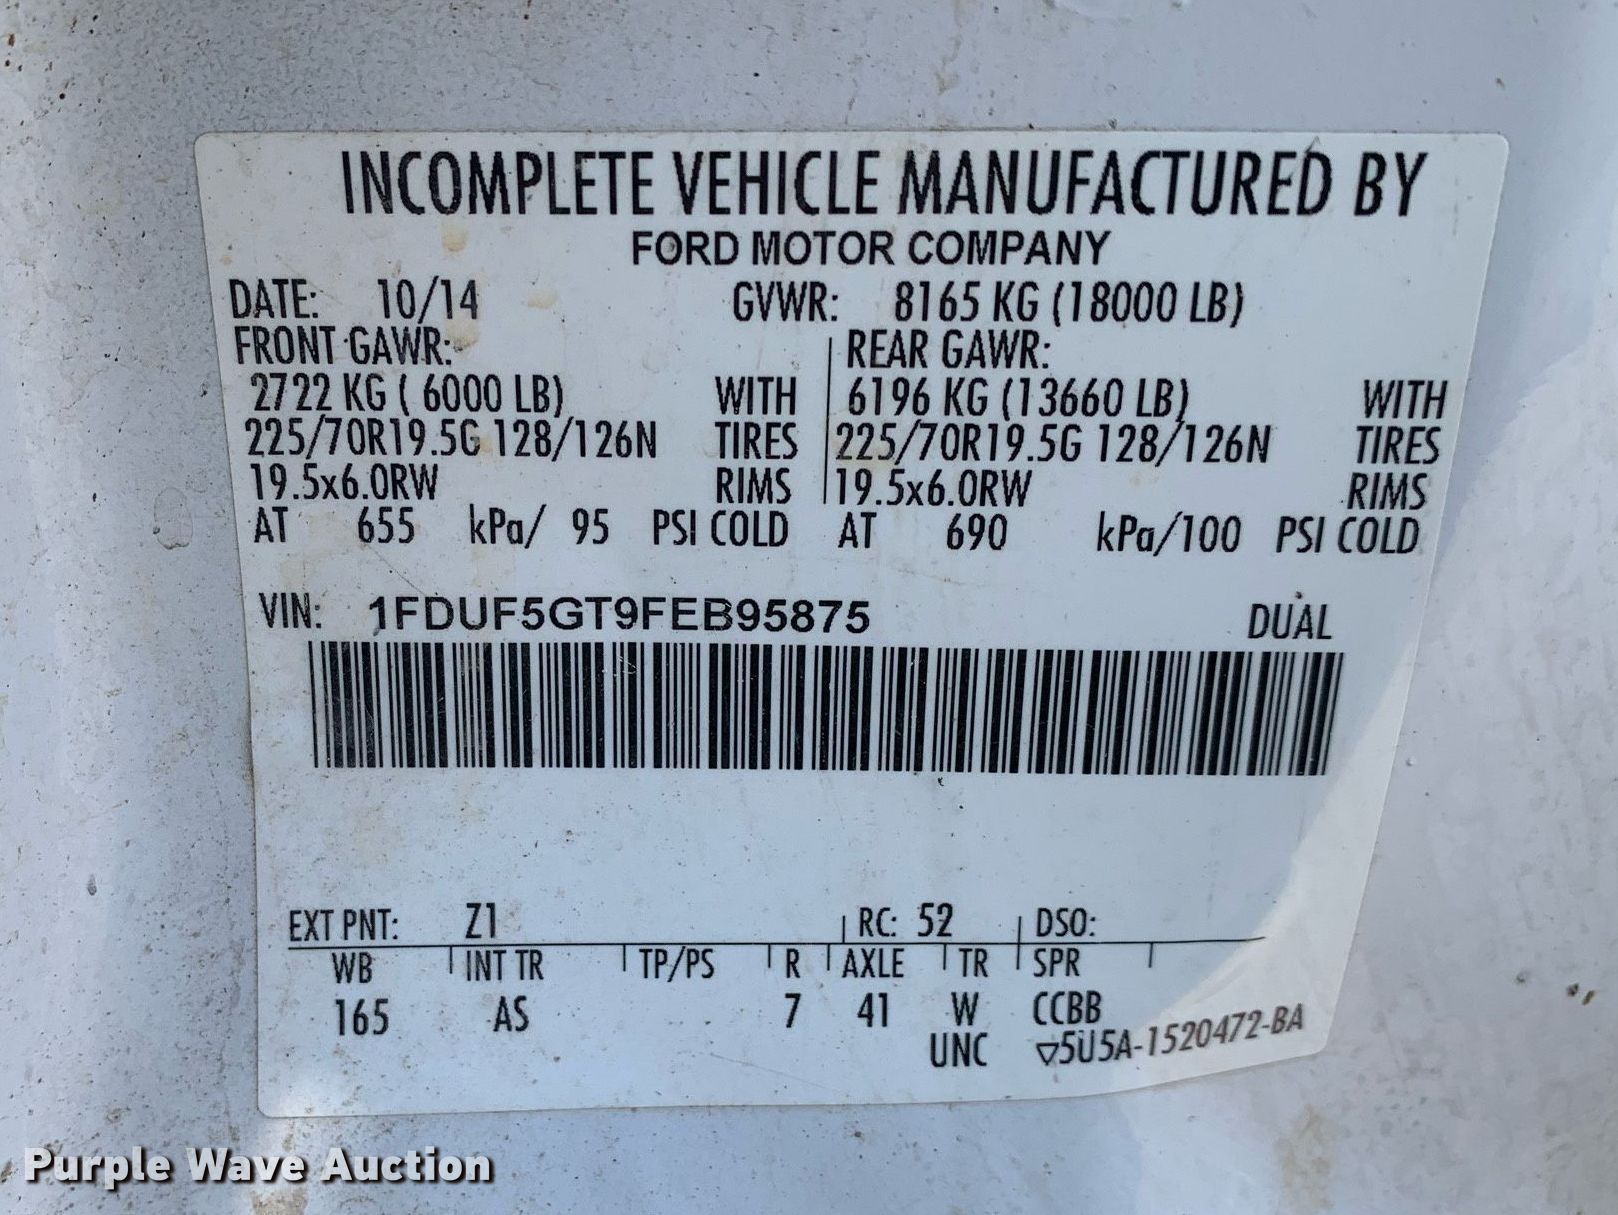 INCOMPLETE VEHICLE MANUFACTURED BY
FORD MOTOR COMPANY
DATE: 10/14 GVWR: 8165 KG (18000 LB)
FRONT GAWR: REAR GAWR:
2722 KG ( 6000 LB) WITH 6196 KG (13660 LB) WITH
225/70R19.5G 128/126N TIRES 225/70R19.5G 128/126N TIRES
19.5x6.0RW RIMS 19.5x6.0RW RIMS
AT 655 kPa/ 95 PSI COLD AT 690 kPa/100 PSI COLD
VIN: 1FDUF5GT9FEB95875 DUAL
EXT PNT: Z1 RC: 52 DSO:
WB INT TR TP/PS R AXLE TR SPR
165 AS 7 41 W CCBB
UNC ▽5U5A-1520472-BA
Purple Wave Auction